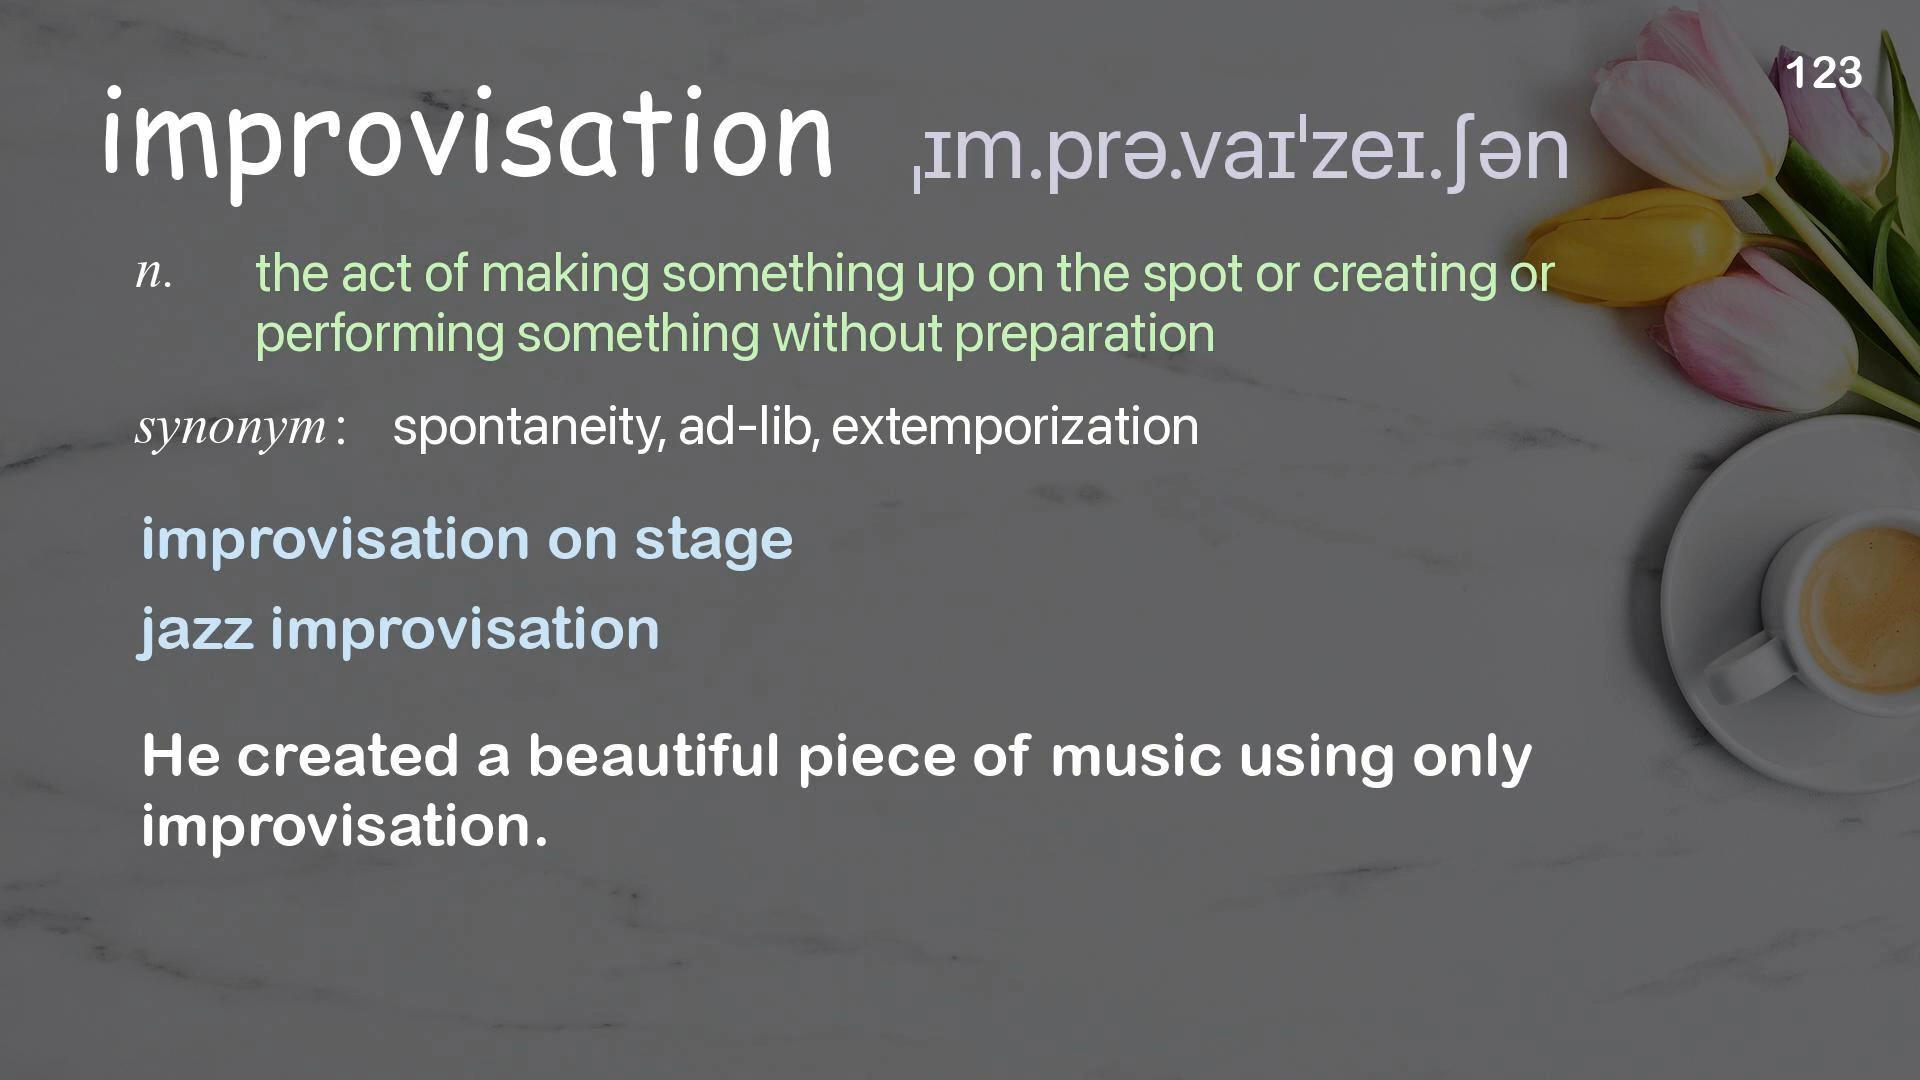 123
improvisation ˌɪm.prə.vaɪˈzeɪ.ʃən
n. the act of making something up on the spot or creating or
performing something without preparation
synonym: spontaneity, ad-lib, extemporization
improvisation on stage
jazz improvisation
He created a beautiful piece of music using only
improvisation.